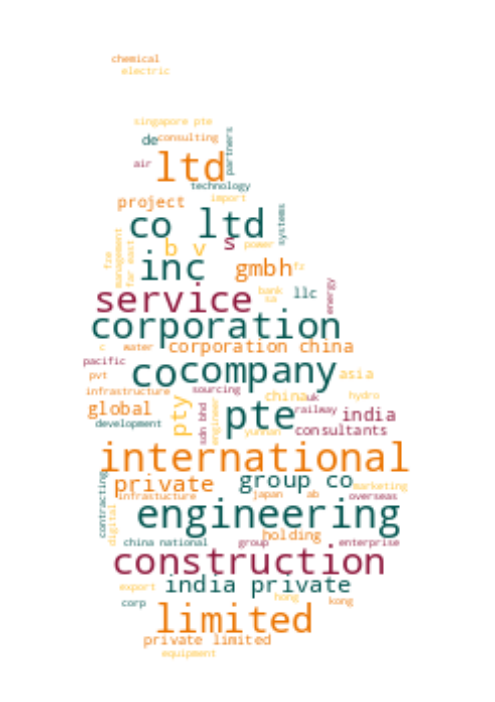 chemical
electric
singapore pte
de consulting
partners
air ltd
technology
project import
co ltd systems
management far east fze b v s power
inc gmbh fz
bank llc energy
service sa
corporation
c. water corporation china
pacific co company asia
pvt
infrastructure sourcing china uk hydro
global pty sdn bhd engineer pte railway india
development yunnan consultants
international
contracting private group co marketing
infrastucture japan ab overseas
digital engineering
holding
china national group enterprise
construction
export india private
corp hong kong
limited
private limited
equipment